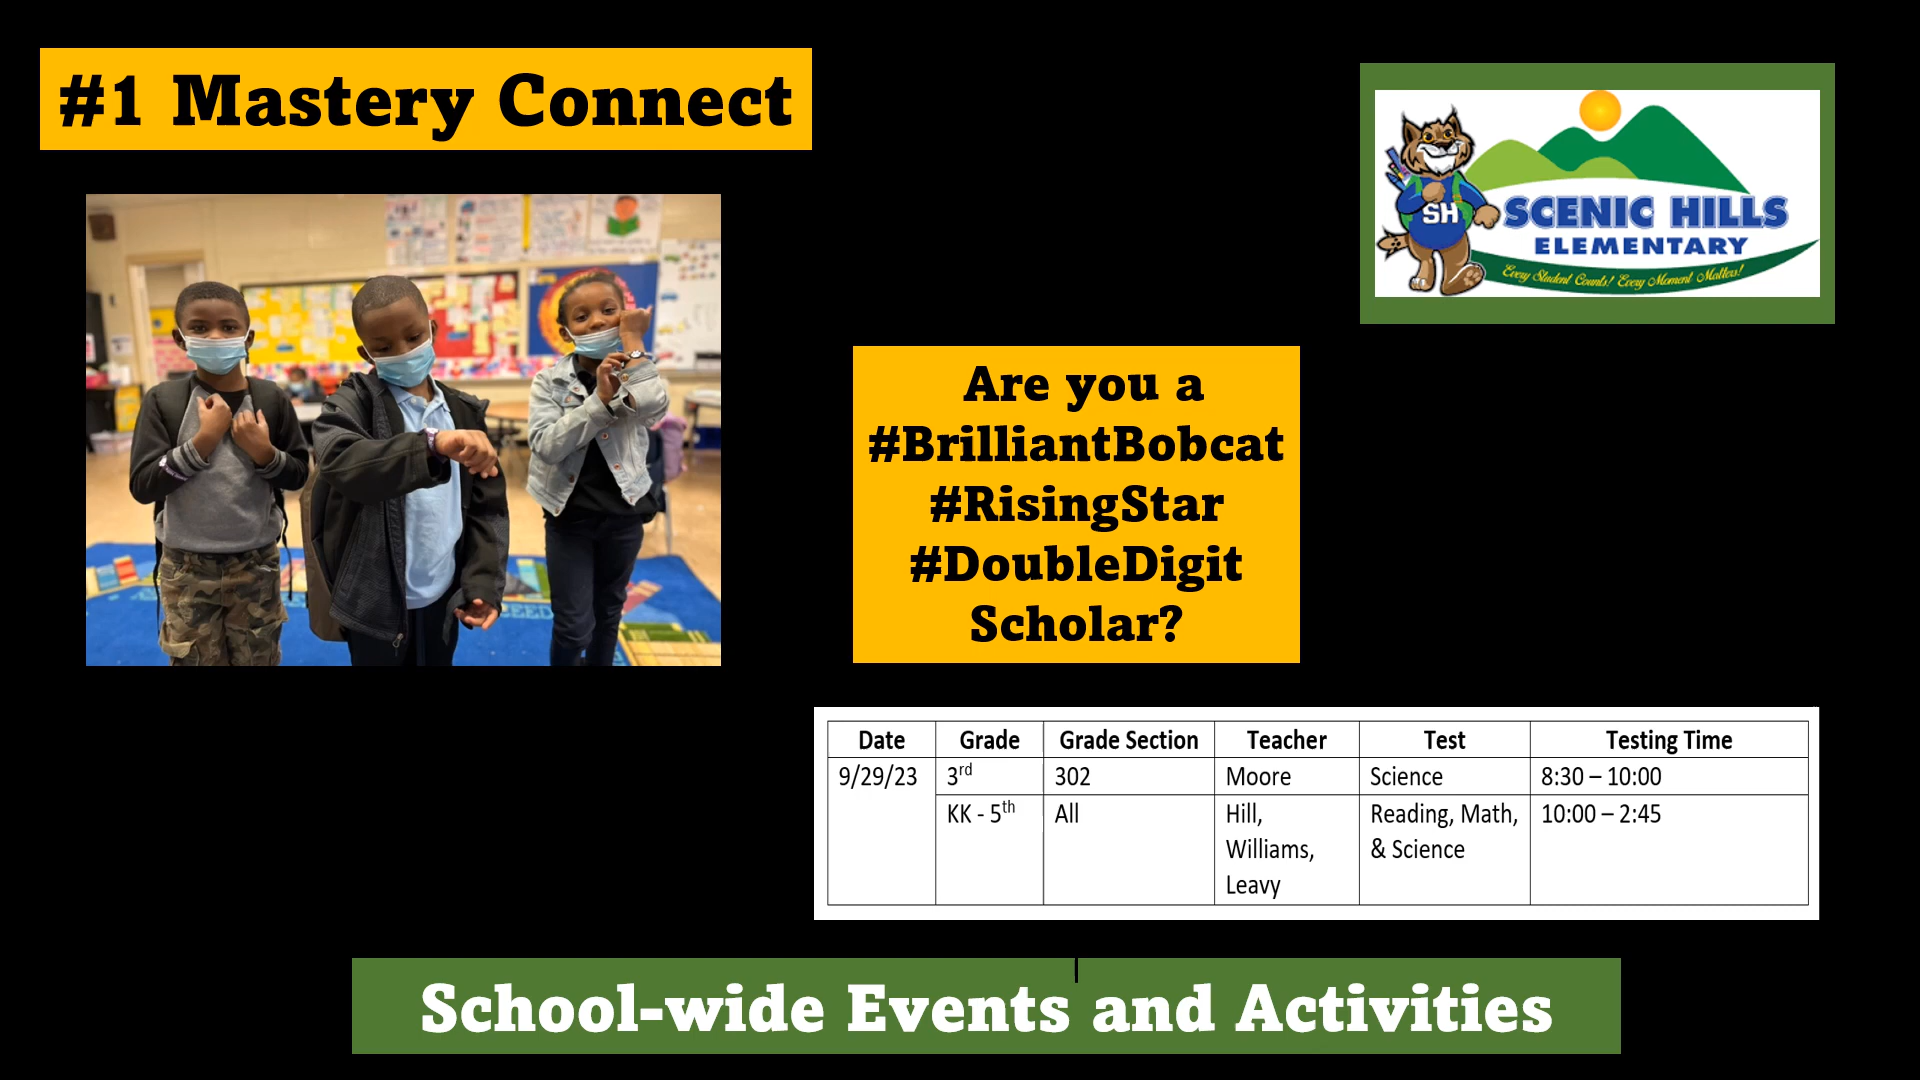 #1 Mastery Connect
SH
SCENIC HILLS
ELEMENTARY
Every Student Counts! Every Moment Matters!
Are you a
#BrilliantBobcat
#RisingStar
#DoubleDigit
Scholar?
Date Grade Grade Section Teacher Test Testing Time
9/29/23 3rd 302 Moore Science 8:30 – 10:00
KK - 5th All Hill, Reading, Math, 10:00 – 2:45
Williams, & Science
Leavy
School-wide Events and Activities